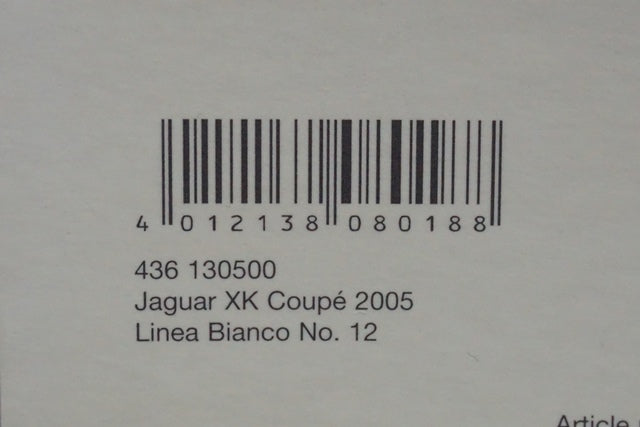 4 012138 080188
436 130500
Jaguar XK Coupé 2005
Linea Bianco No. 12
Article